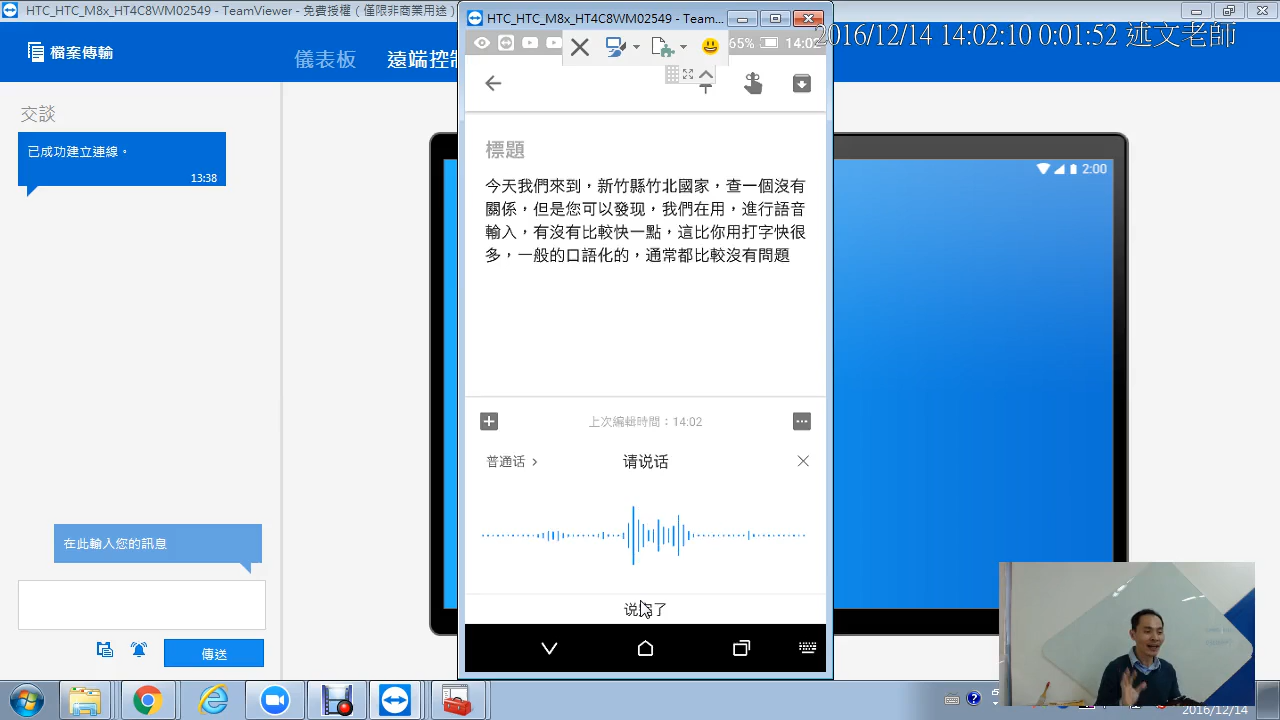 HTC_HTC_M8x_HT4C8WM02549 - TeamViewer - 免費授權（僅限非商業用途）
HTC_HTC_M8x_HT4C8WM02549 - Team...
2016/12/14 14:02:10 0:01:52 述文老師
檔案傳輸
儀表板
遠端控制
65%
14:02
交談
已成功建立連線。
13:38
2:00
標題
今天我們來到，新竹縣竹北國家，查一個沒有
關係，但是您可以發现，我們在用，進行語音
輸入，有沒有比較快一點，這比你用打字快很
多，一般的口語化的，通常都比較沒有問題
上次編輯時間：14:02
普通话
请说话
在此輸入您的訊息
说 了
傳送
2016/12/14